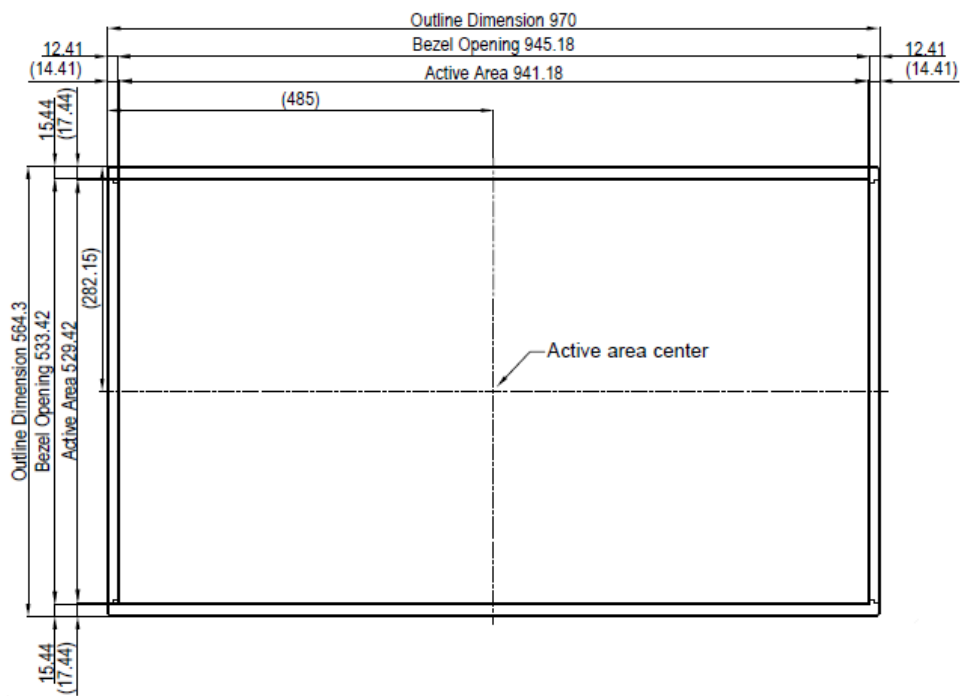 Outline Dimension 970
12.41
Bezel Opening 945.18
12.41
(14.41)
Active Area 941.18
(14.41)
(485)
15.44
(17.44)
(282.15)
Outline Dimension 564.3
Bezel Opening 533.42
Active Area 529.42
Active area center
15.44
(17.44)